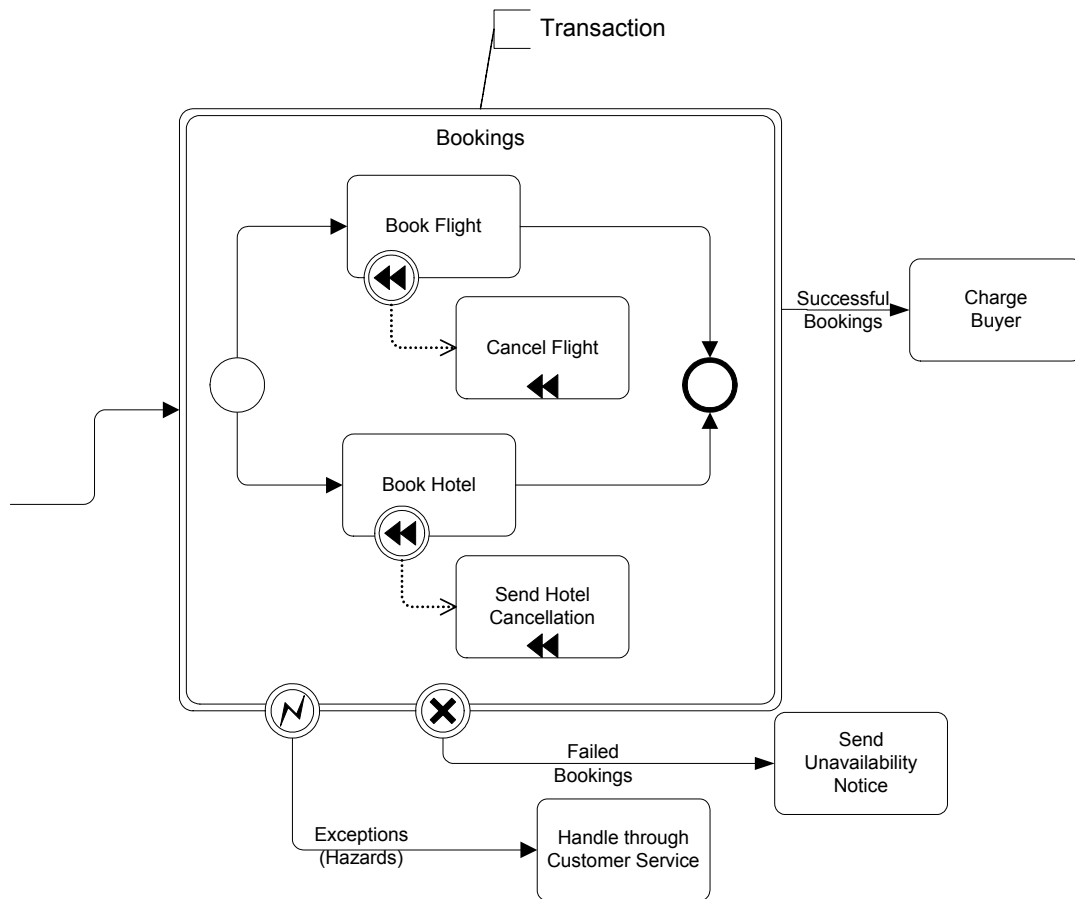 Transaction
Bookings
Book Flight
Cancel Flight
Successful
Bookings
Charge
Buyer
Book Hotel
Send Hotel
Cancellation
Failed
Bookings
Send
Unavailability
Notice
Exceptions
(Hazards)
Handle through
Customer Service